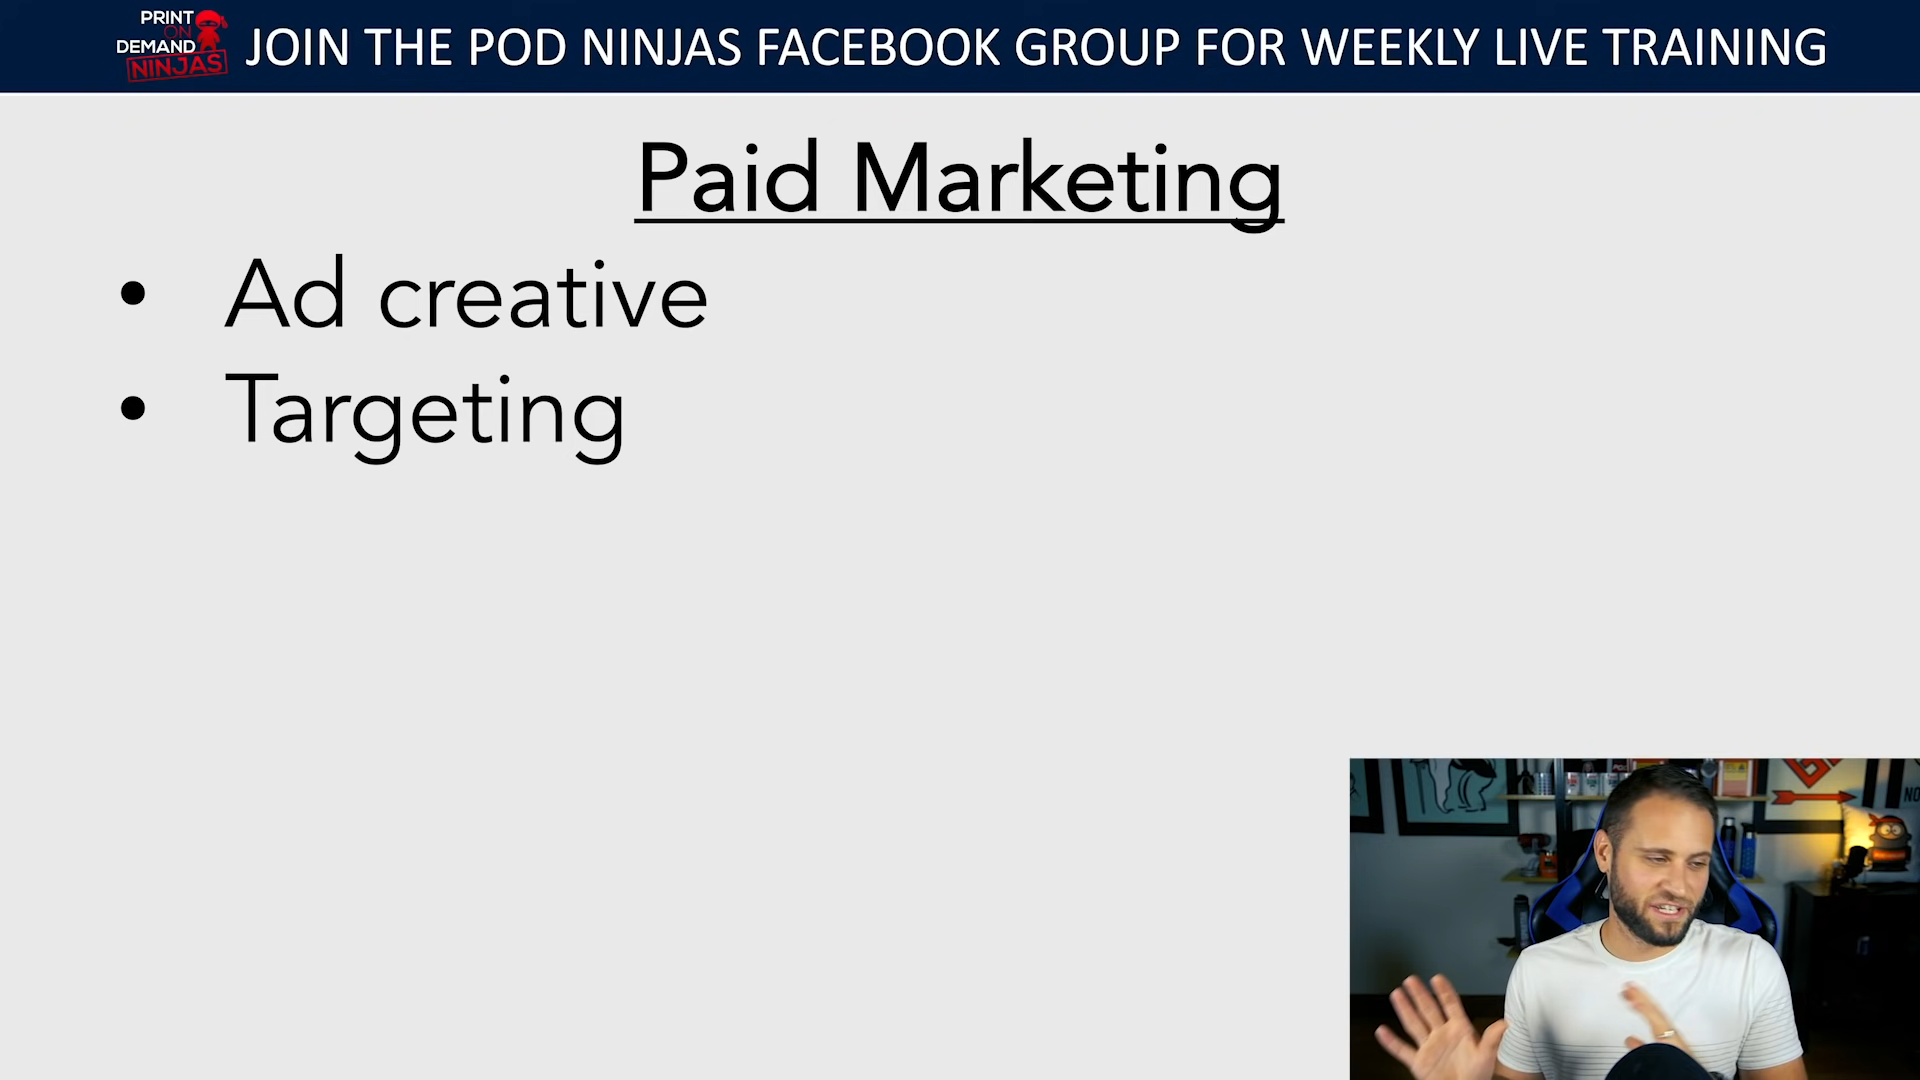 PRINT
ON
DEMAND
NINJAS
JOIN THE POD NINJAS FACEBOOK GROUP FOR WEEKLY LIVE TRAINING
Paid Marketing
• Ad creative
• Targeting
NO